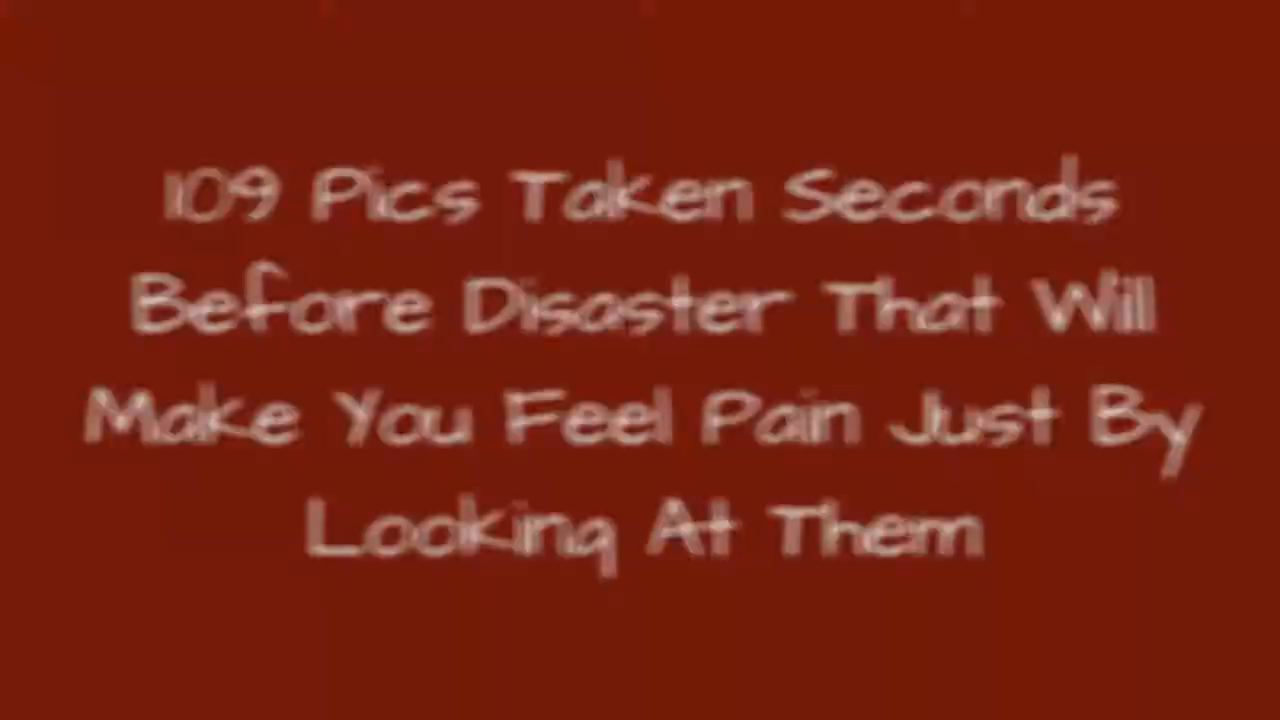 109 Pics Taken Seconds
Before Disaster That Will
Make You Feel Pain Just By
Looking At Them